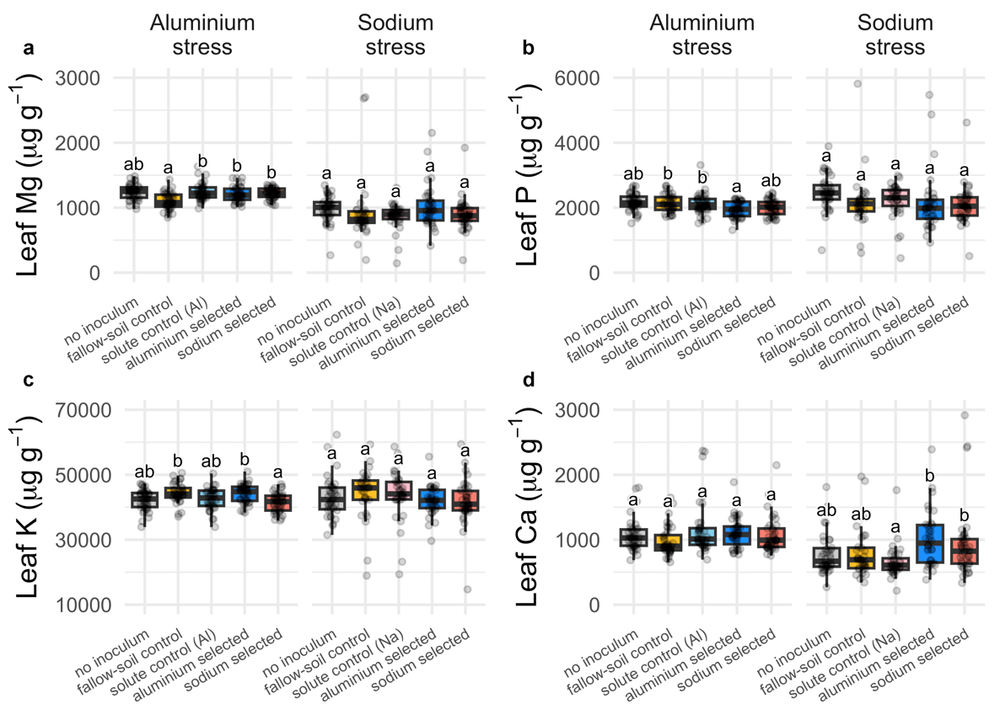 Aluminium
stress
Sodium
stress
a
Leaf Mg (μg g⁻¹)
3000
2000
1000
0
ab
a
b
b
b
a
a
a
a
a
no inoculum
fallow-soil control
solute control (Al)
aluminium selected
sodium selected
no inoculum
fallow-soil control
solute control (Na)
aluminium selected
sodium selected
Aluminium
stress
Sodium
stress
b
Leaf P (μg g⁻¹)
6000
4000
2000
0
ab
b
b
a
ab
a
a
a
a
a
no inoculum
fallow-soil control
solute control (Al)
aluminium selected
sodium selected
no inoculum
fallow-soil control
solute control (Na)
aluminium selected
sodium selected
c
Leaf K (μg g⁻¹)
70000
50000
30000
10000
ab
b
ab
b
a
a
a
a
a
a
no inoculum
fallow-soil control
solute control (Al)
aluminium selected
sodium selected
no inoculum
fallow-soil control
solute control (Na)
aluminium selected
sodium selected
d
Leaf Ca (μg g⁻¹)
3000
2000
1000
0
a
a
a
a
a
ab
ab
a
b
b
no inoculum
fallow-soil control
solute control (Al)
aluminium selected
sodium selected
no inoculum
fallow-soil control
solute control (Na)
aluminium selected
sodium selected